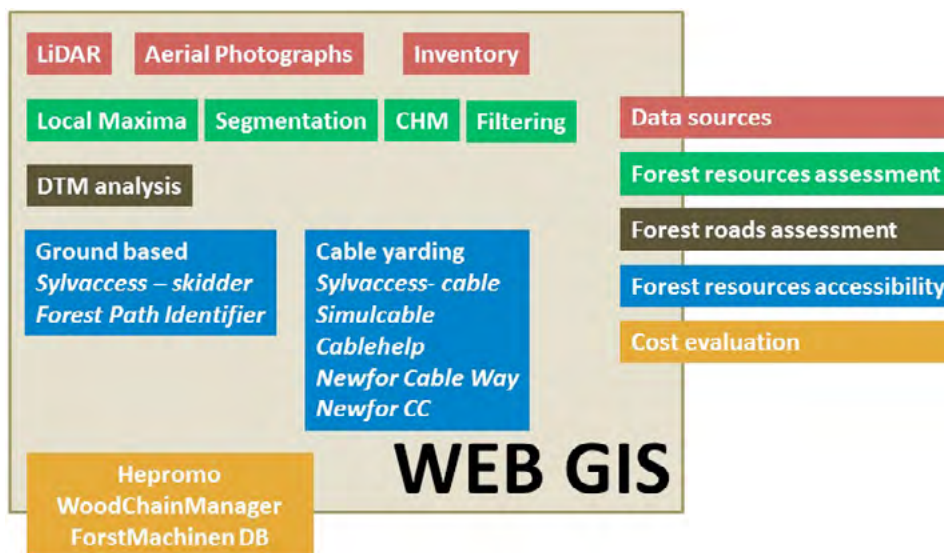 LiDAR Aerial Photographs Inventory
Local Maxima Segmentation CHM Filtering
DTM analysis
Ground based
Sylvaccess – skidder
Forest Path Identifier
Cable yarding
Sylvaccess- cable
Simulcable
Cablehelp
Newfor Cable Way
Newfor CC
WEB GIS
Hepromo
WoodChainManager
ForstMachinen DB
Data sources
Forest resources assessment
Forest roads assessment
Forest resources accessibility
Cost evaluation